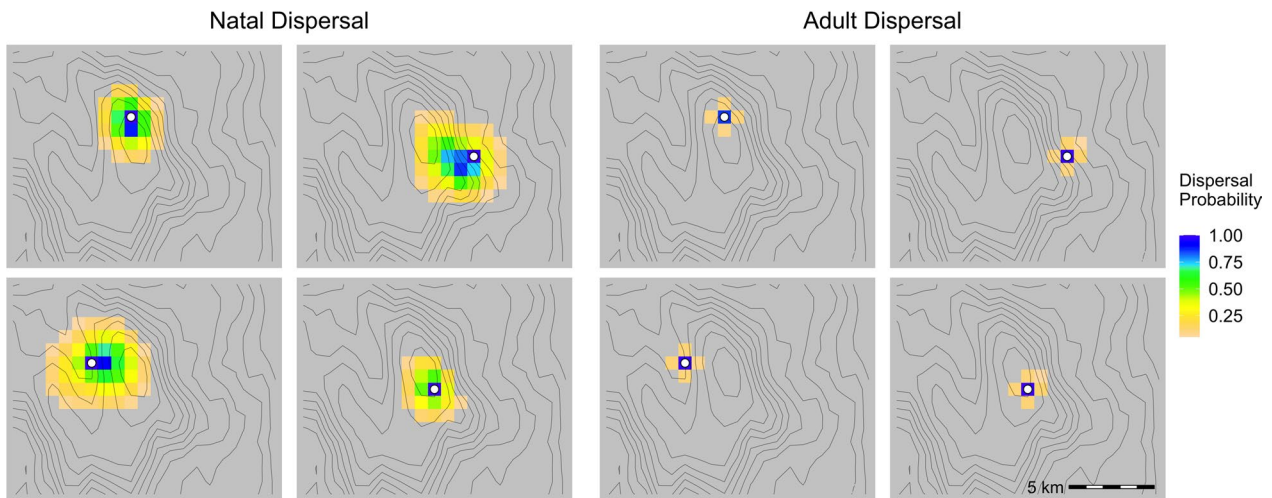 Natal Dispersal
Adult Dispersal
Dispersal
Probability
1.00
0.75
0.50
0.25
5 km